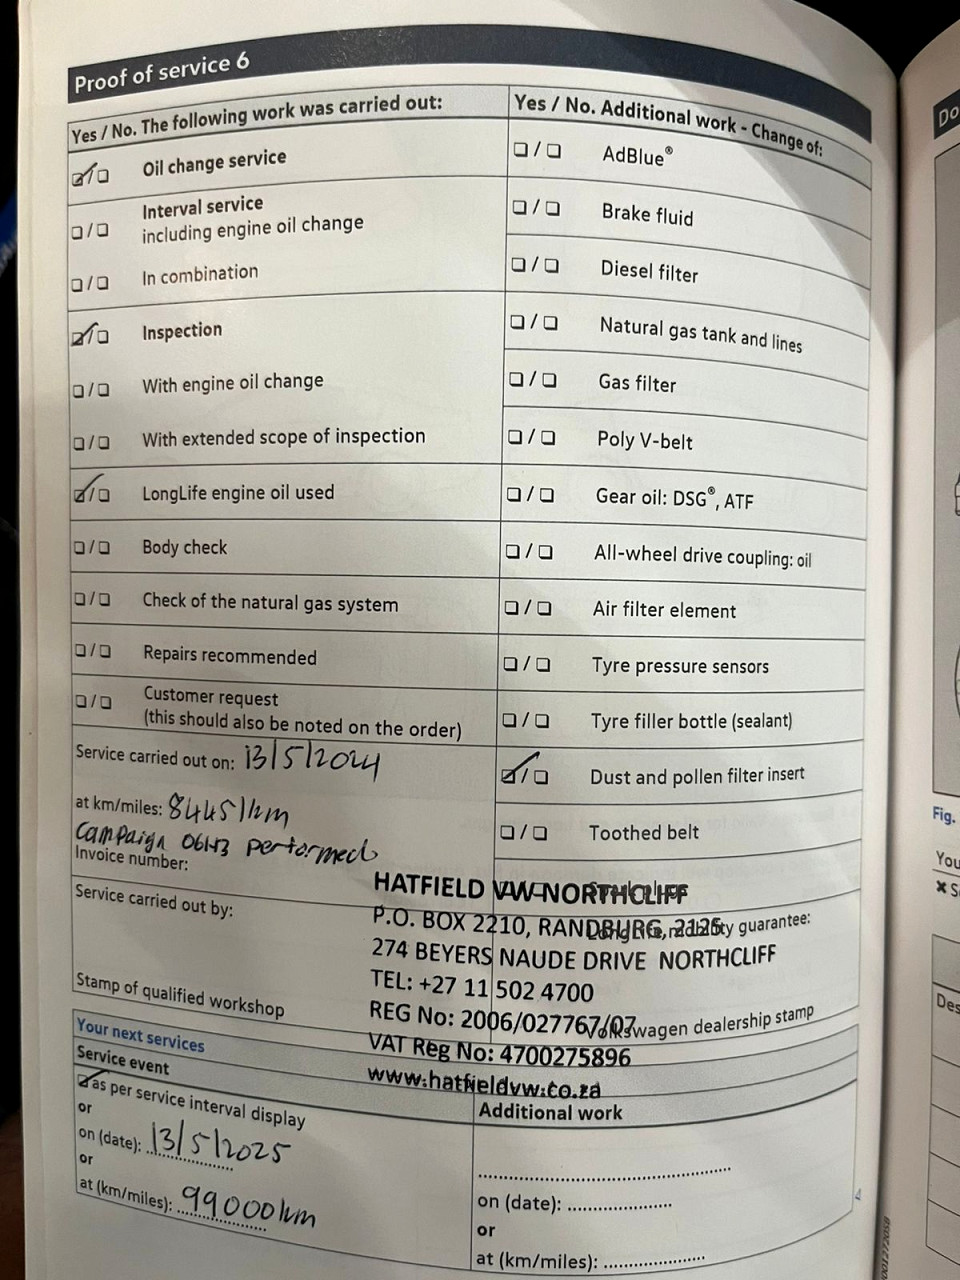 Proof of service 6
Yes / No. The following work was carried out:
☑/☐ Oil change service
☐/☐ Interval service
including engine oil change
☐/☐ In combination
☑/☐ Inspection
☐/☐ With engine oil change
☐/☐ With extended scope of inspection
☑/☐ LongLife engine oil used
☐/☐ Body check
☐/☐ Check of the natural gas system
☐/☐ Repairs recommended
☐/☐ Customer request
(this should also be noted on the order)
Service carried out on: 13/5/2024
at km/miles: 84451km
Campaign 06H3 performed
Invoice number:
Service carried out by:
Stamp of qualified workshop
Yes / No. Additional work - Change of:
☐/☐ AdBlue®
☐/☐ Brake fluid
☐/☐ Diesel filter
☐/☐ Natural gas tank and lines
☐/☐ Gas filter
☐/☐ Poly V-belt
☐/☐ Gear oil: DSG®, ATF
☐/☐ All-wheel drive coupling: oil
☐/☐ Air filter element
☐/☐ Tyre pressure sensors
☐/☐ Tyre filler bottle (sealant)
☑/☐ Dust and pollen filter insert
☐/☐ Toothed belt
mobility guarantee:
Volkswagen dealership stamp
HATFIELD VW NORTHCLIFF
P.O. BOX 2210, RANDBURG, 2125
274 BEYERS NAUDE DRIVE NORTHCLIFF
TEL: +27 11 502 4700
REG No: 2006/027767/07
VAT Reg No: 4700275896
www.hatfieldvw.co.za
Your next services
Service event
☑ as per service interval display
or
on (date): 13/5/2025
or
at (km/miles): 99000km
Additional work
on (date):
or
at (km/miles):
4
Do
Fig.
You
Des